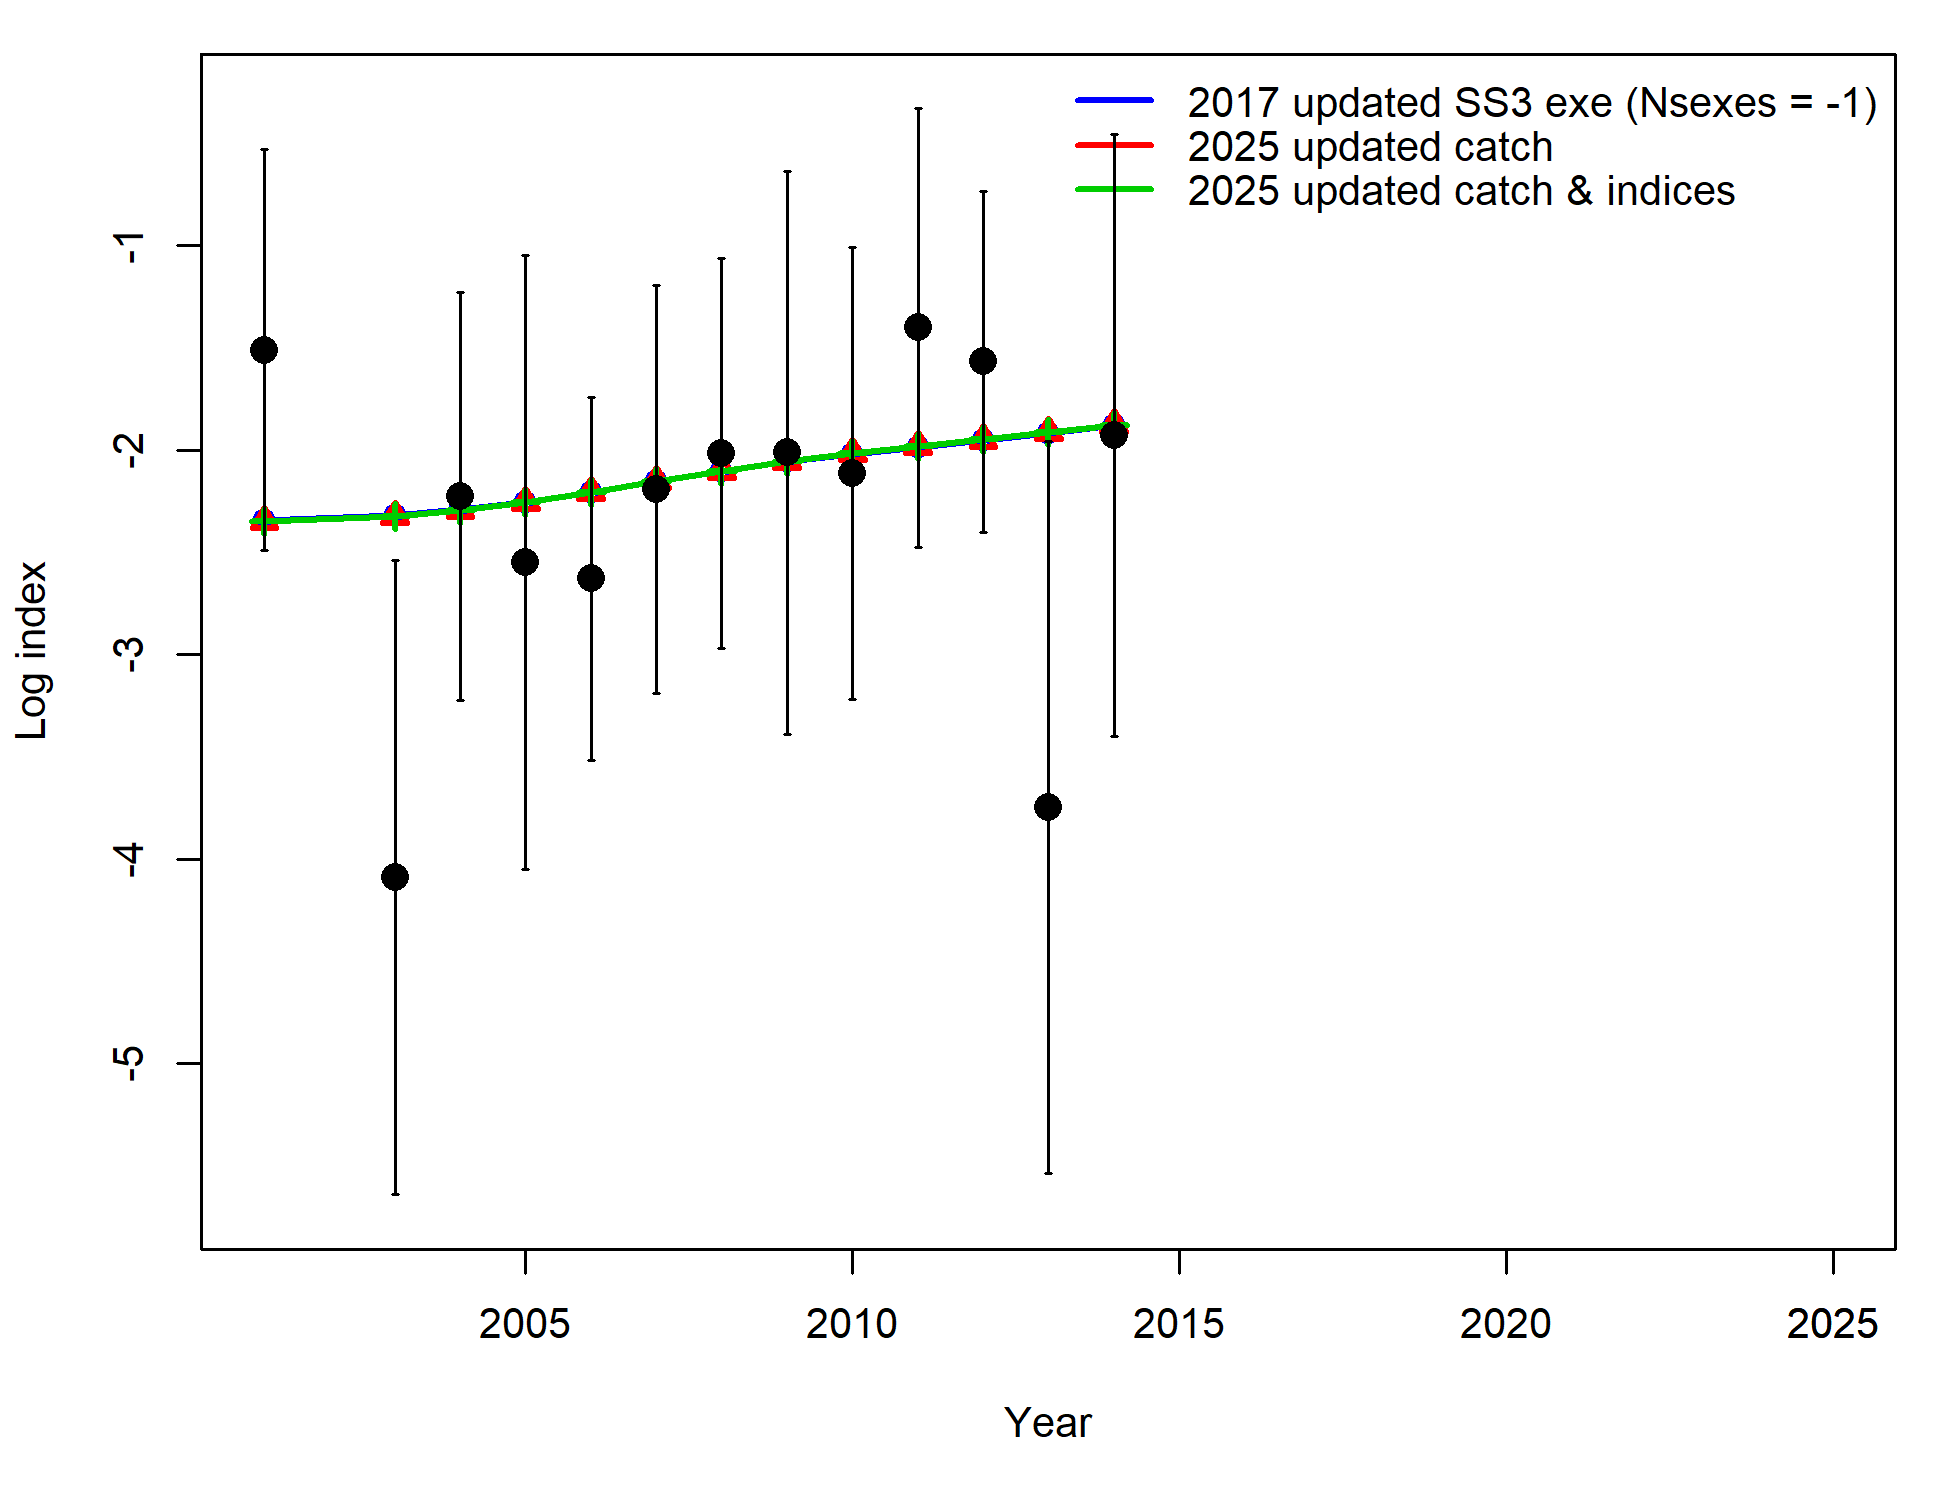 2017 updated SS3 exe (Nsexes = -1)
2025 updated catch
2025 updated catch & indices
-1
-2
-3
-4
-5
Log index
2005 2010 2015 2020 2025
Year